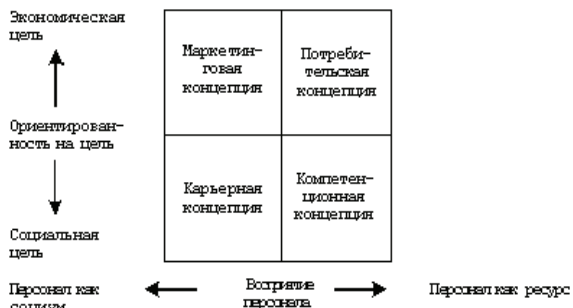 Экономическая
цель
Маркетин-
говая
концепция
Потреби-
тельская
концепция
Ориентирован-
ность на цель
Карьерная
концепция
Компетен-
ционная
концепция
Социальная
цель
Персонал как
социум
Восприятие
персонала
Персонал как ресурс